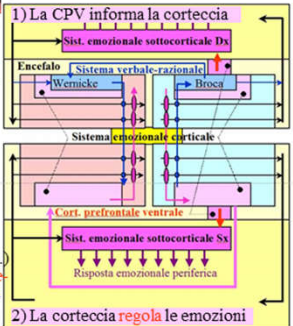 1) La CPV informa la corteccia
Sist. emozionale sottocorticale Dx
Encefalo
Sistema verbale-razionale
Wernicke
Broca
Sistema emozionale corticale
Cort. prefrontale ventrale
Sist. emozionale sottocorticale Sx
Risposta emozionale periferica
2) La corteccia regola le emozioni